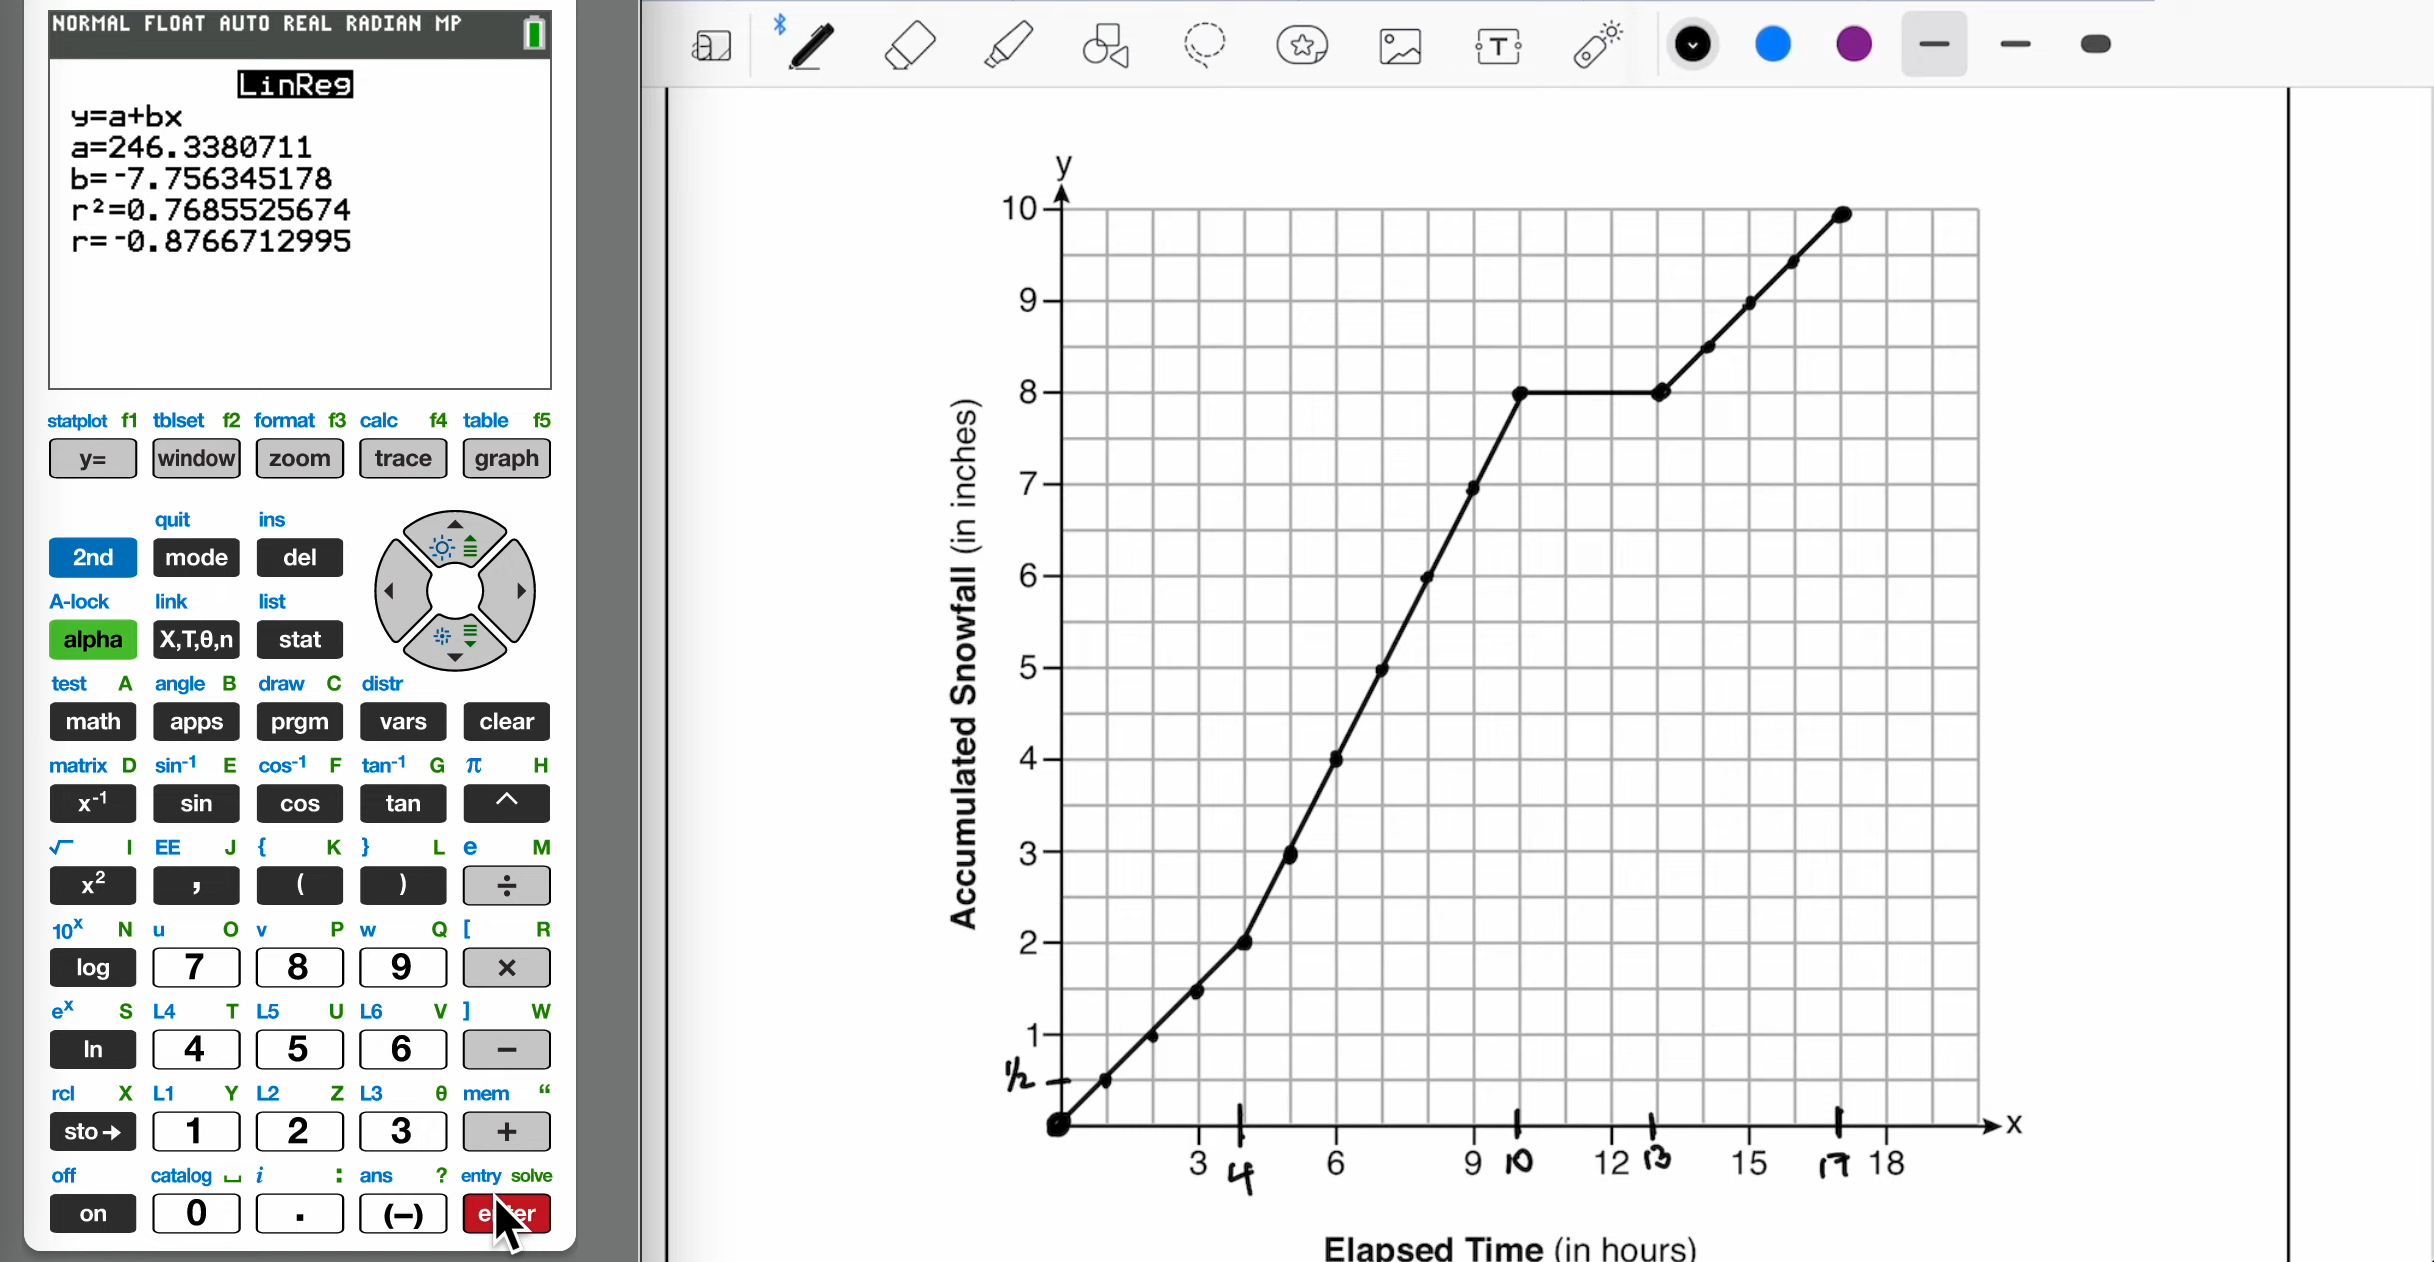 NORMAL FLOAT AUTO REAL RADIAN MP
LinReg
y=a+bx
a=246.3380711
b=-7.756345178
r²=0.7685525674
r=-0.8766712995
statplot f1 tblset f2 format f3 calc f4 table f5
y= window zoom trace graph
quit ins
2nd mode del
A-lock link list
alpha X,T,θ,n stat
test A angle B draw C distr
math apps prgm vars clear
matrix D sin⁻¹ E cos⁻¹ F tan⁻¹ G π H
x⁻¹ sin cos tan ^
√ I EE J { K } L e M
x² , ( ) ÷
10ˣ N u O v P w Q [ R
log 7 8 9 ×
eˣ S L4 T L5 U L6 V ] W
ln 4 5 6 −
rcl X L1 Y L2 Z L3 θ mem “
sto→ 1 2 3 +
off catalog ⎵ i : ans ? entry solve
on 0 . (−) enter
T
y
10
9
8
7
6
5
4
3
2
1
1/2
Accumulated Snowfall (in inches)
x
3 4 6 9 10 12 13 15 17 18
Elapsed Time (in hours)